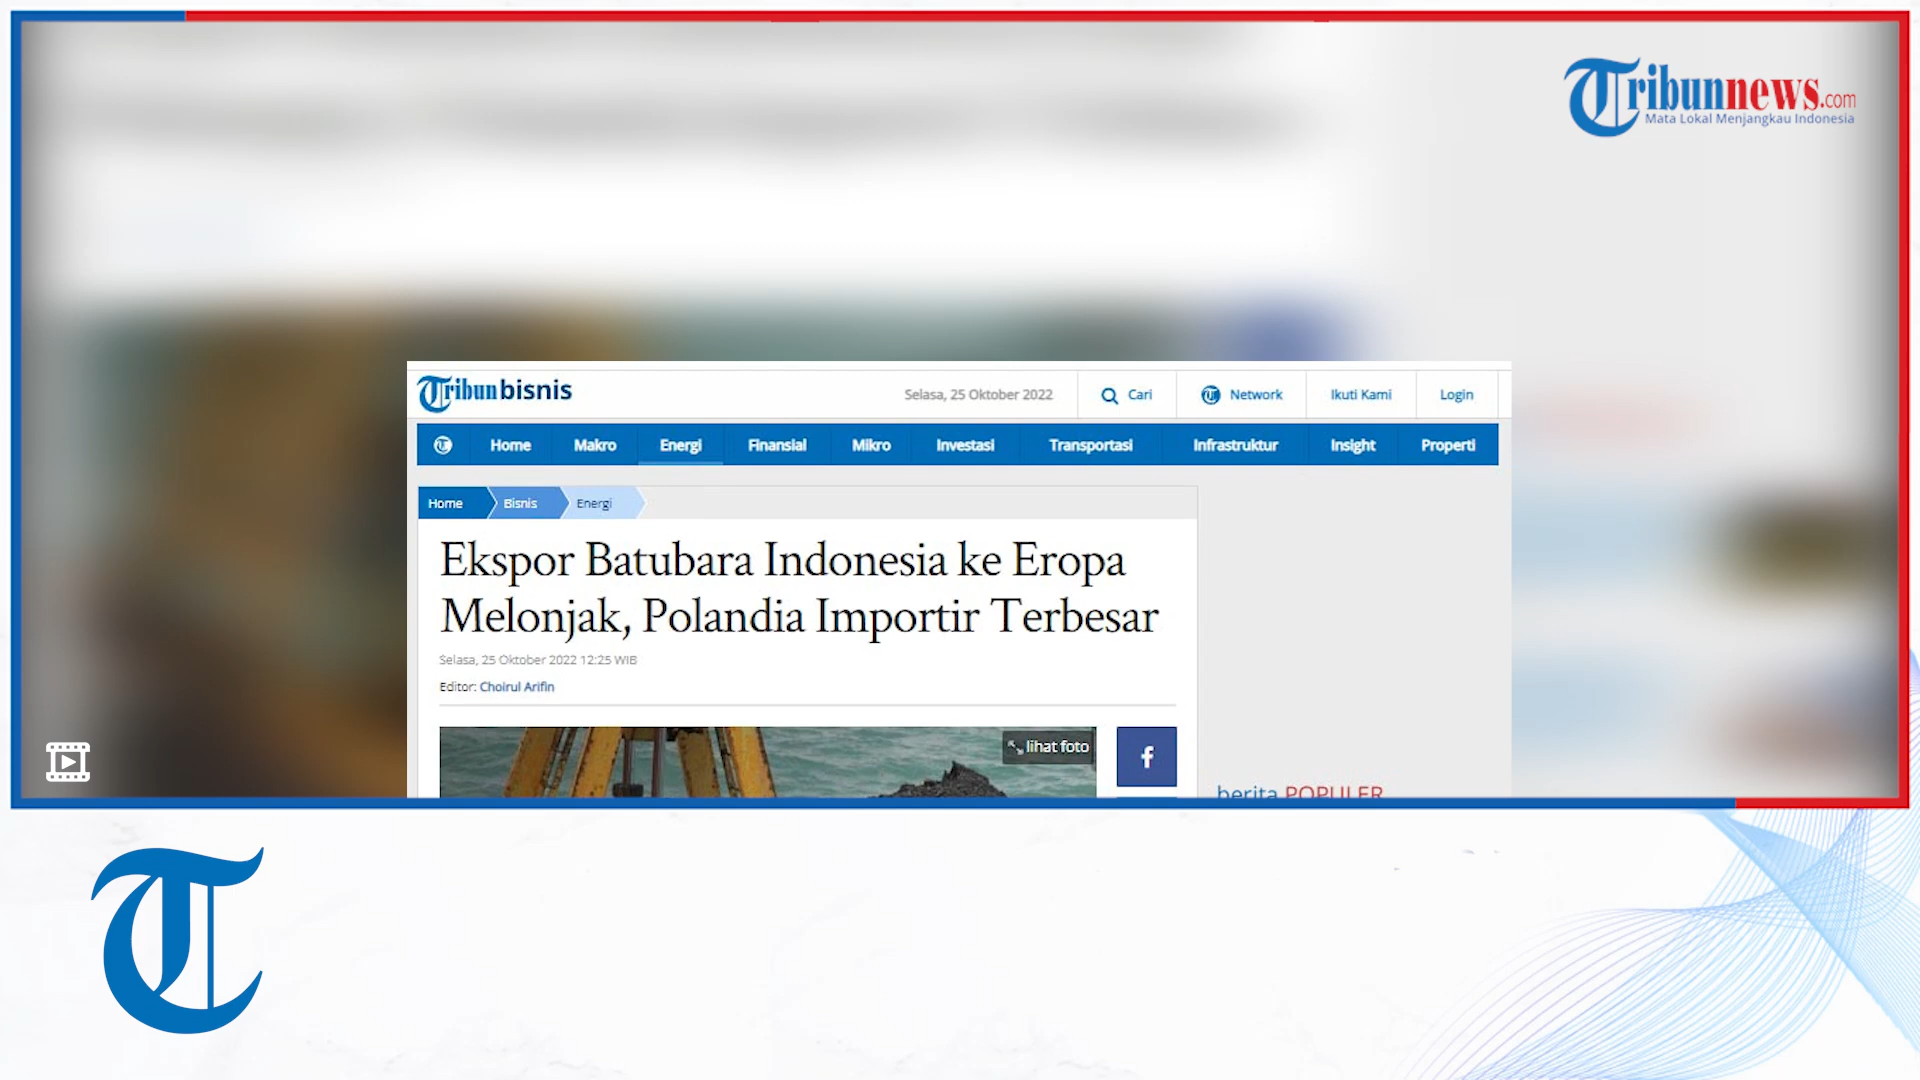 Tribunnews.com
Mata Lokal Menjangkau Indonesia
Tribunbisnis
Selasa, 25 Oktober 2022
Cari
Network
Ikuti Kami
Login
Home
Makro
Energi
Finansial
Mikro
Investasi
Transportasi
Infrastruktur
Insight
Properti
Home
Bisnis
Energi
Ekspor Batubara Indonesia ke Eropa
Melonjak, Polandia Importir Terbesar
Selasa, 25 Oktober 2022 12:25 WIB
Editor: Choirul Arifin
lihat foto
f
berita POPULER
T